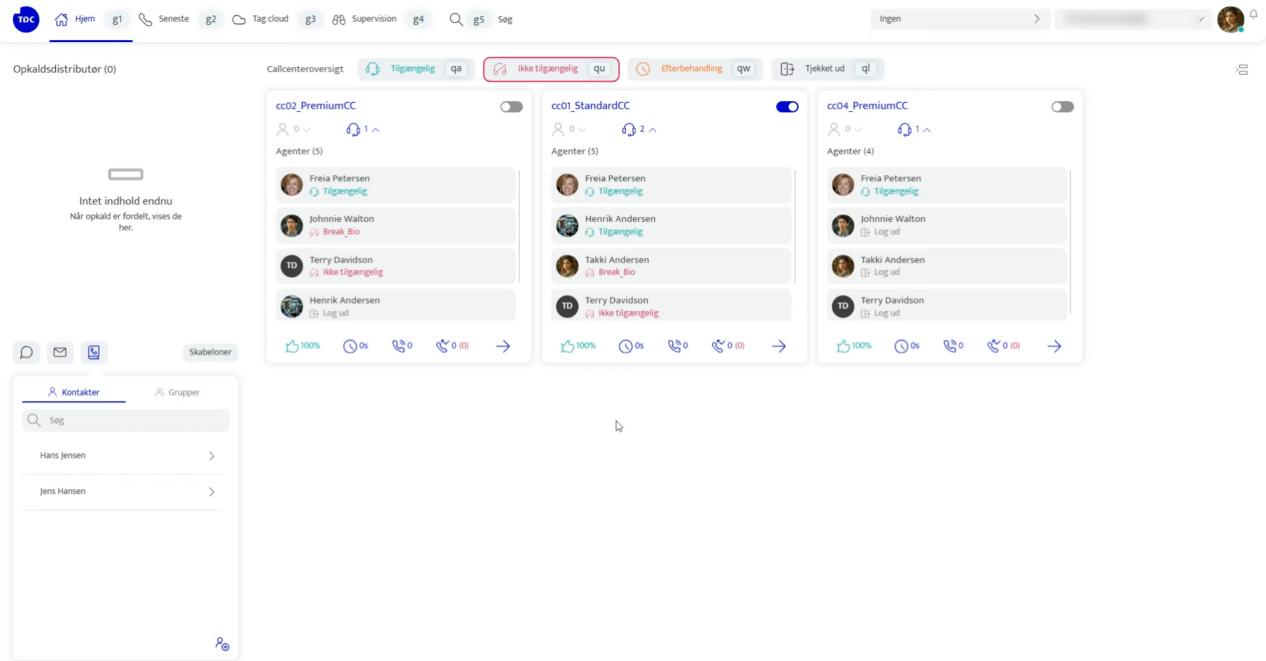 TDC
Hjem
g1
Seneste
g2
Tag cloud
g3
Supervision
g4
g5
Søg
Ingen
Opkaldsdistributør (0)
Callcenteroversigt
Tilgængelig
qa
Ikke tilgængelig
qu
Efterbehandling
qw
Tjekket ud
ql
Intet indhold endnu
Når opkald er fordelt, vises de
her.
cc02_PremiumCC
0
1
Agenter (5)
Freia Petersen
Tilgængelig
Johnnie Walton
Break_Bio
TD
Terry Davidson
Ikke tilgængelig
Henrik Andersen
Log ud
100%
0s
0
0 (0)
cc01_StandardCC
0
2
Agenter (5)
Freia Petersen
Tilgængelig
Henrik Andersen
Tilgængelig
Takki Andersen
Break_Bio
TD
Terry Davidson
Ikke tilgængelig
100%
0s
0
0 (0)
cc04_PremiumCC
0
1
Agenter (4)
Freia Petersen
Tilgængelig
Johnnie Walton
Log ud
Takki Andersen
Log ud
TD
Terry Davidson
Log ud
100%
0s
0
0 (0)
Skabeloner
Kontakter
Grupper
Søg
Hans Jensen
Jens Hansen